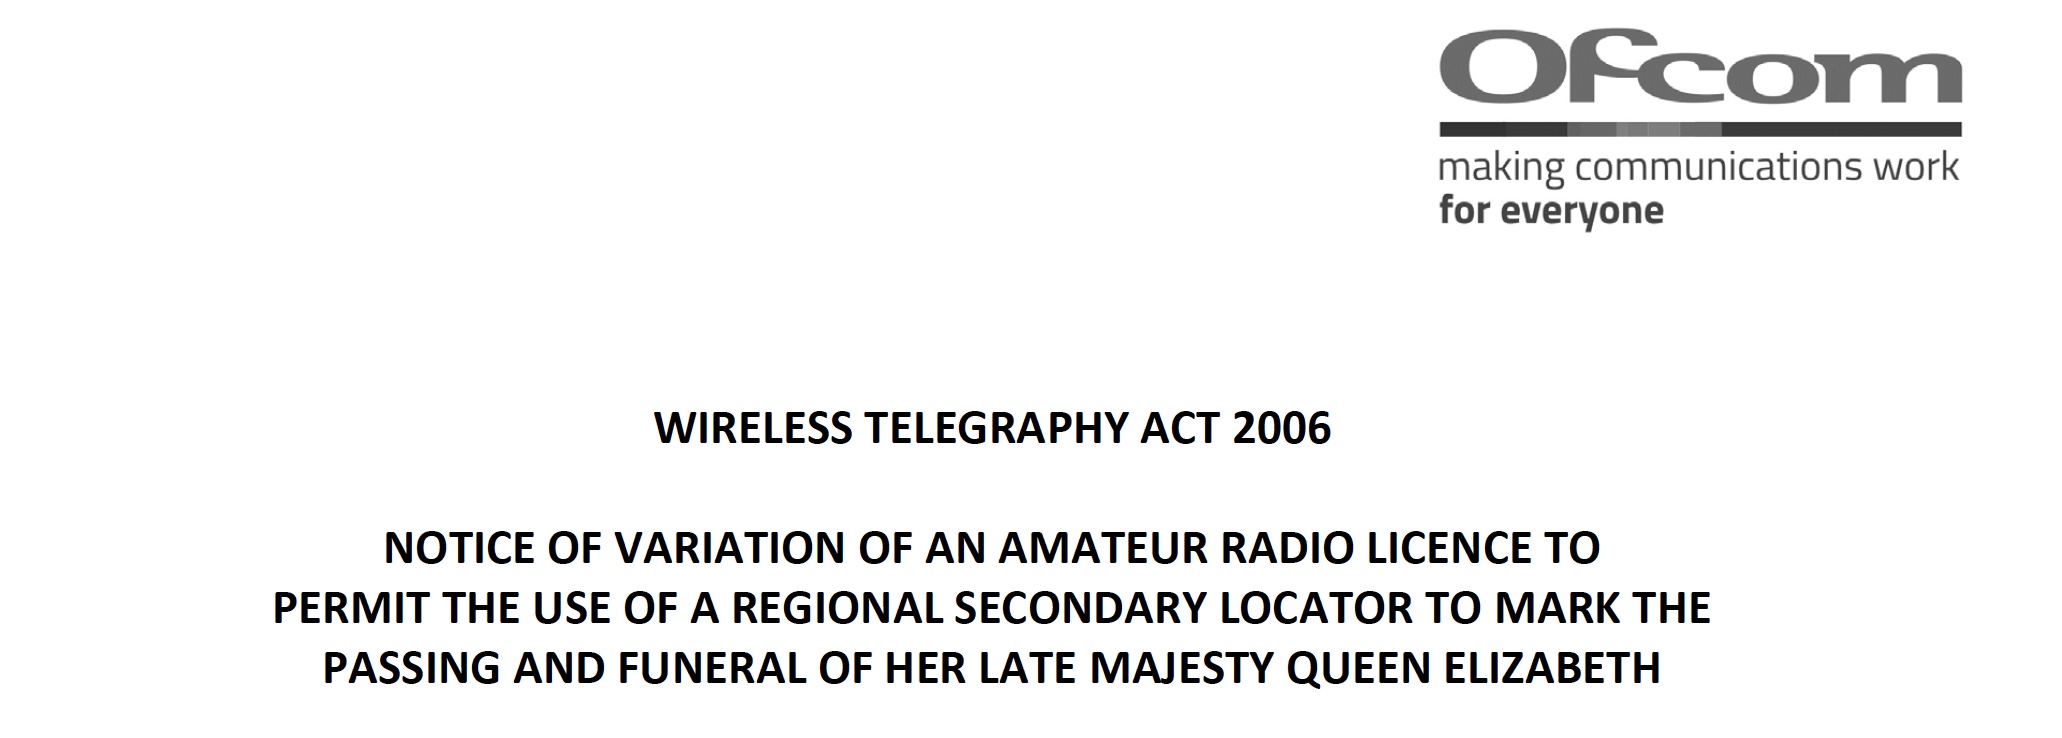 Ofcom
making communications work
for everyone
WIRELESS TELEGRAPHY ACT 2006
NOTICE OF VARIATION OF AN AMATEUR RADIO LICENCE TO
PERMIT THE USE OF A REGIONAL SECONDARY LOCATOR TO MARK THE
PASSING AND FUNERAL OF HER LATE MAJESTY QUEEN ELIZABETH